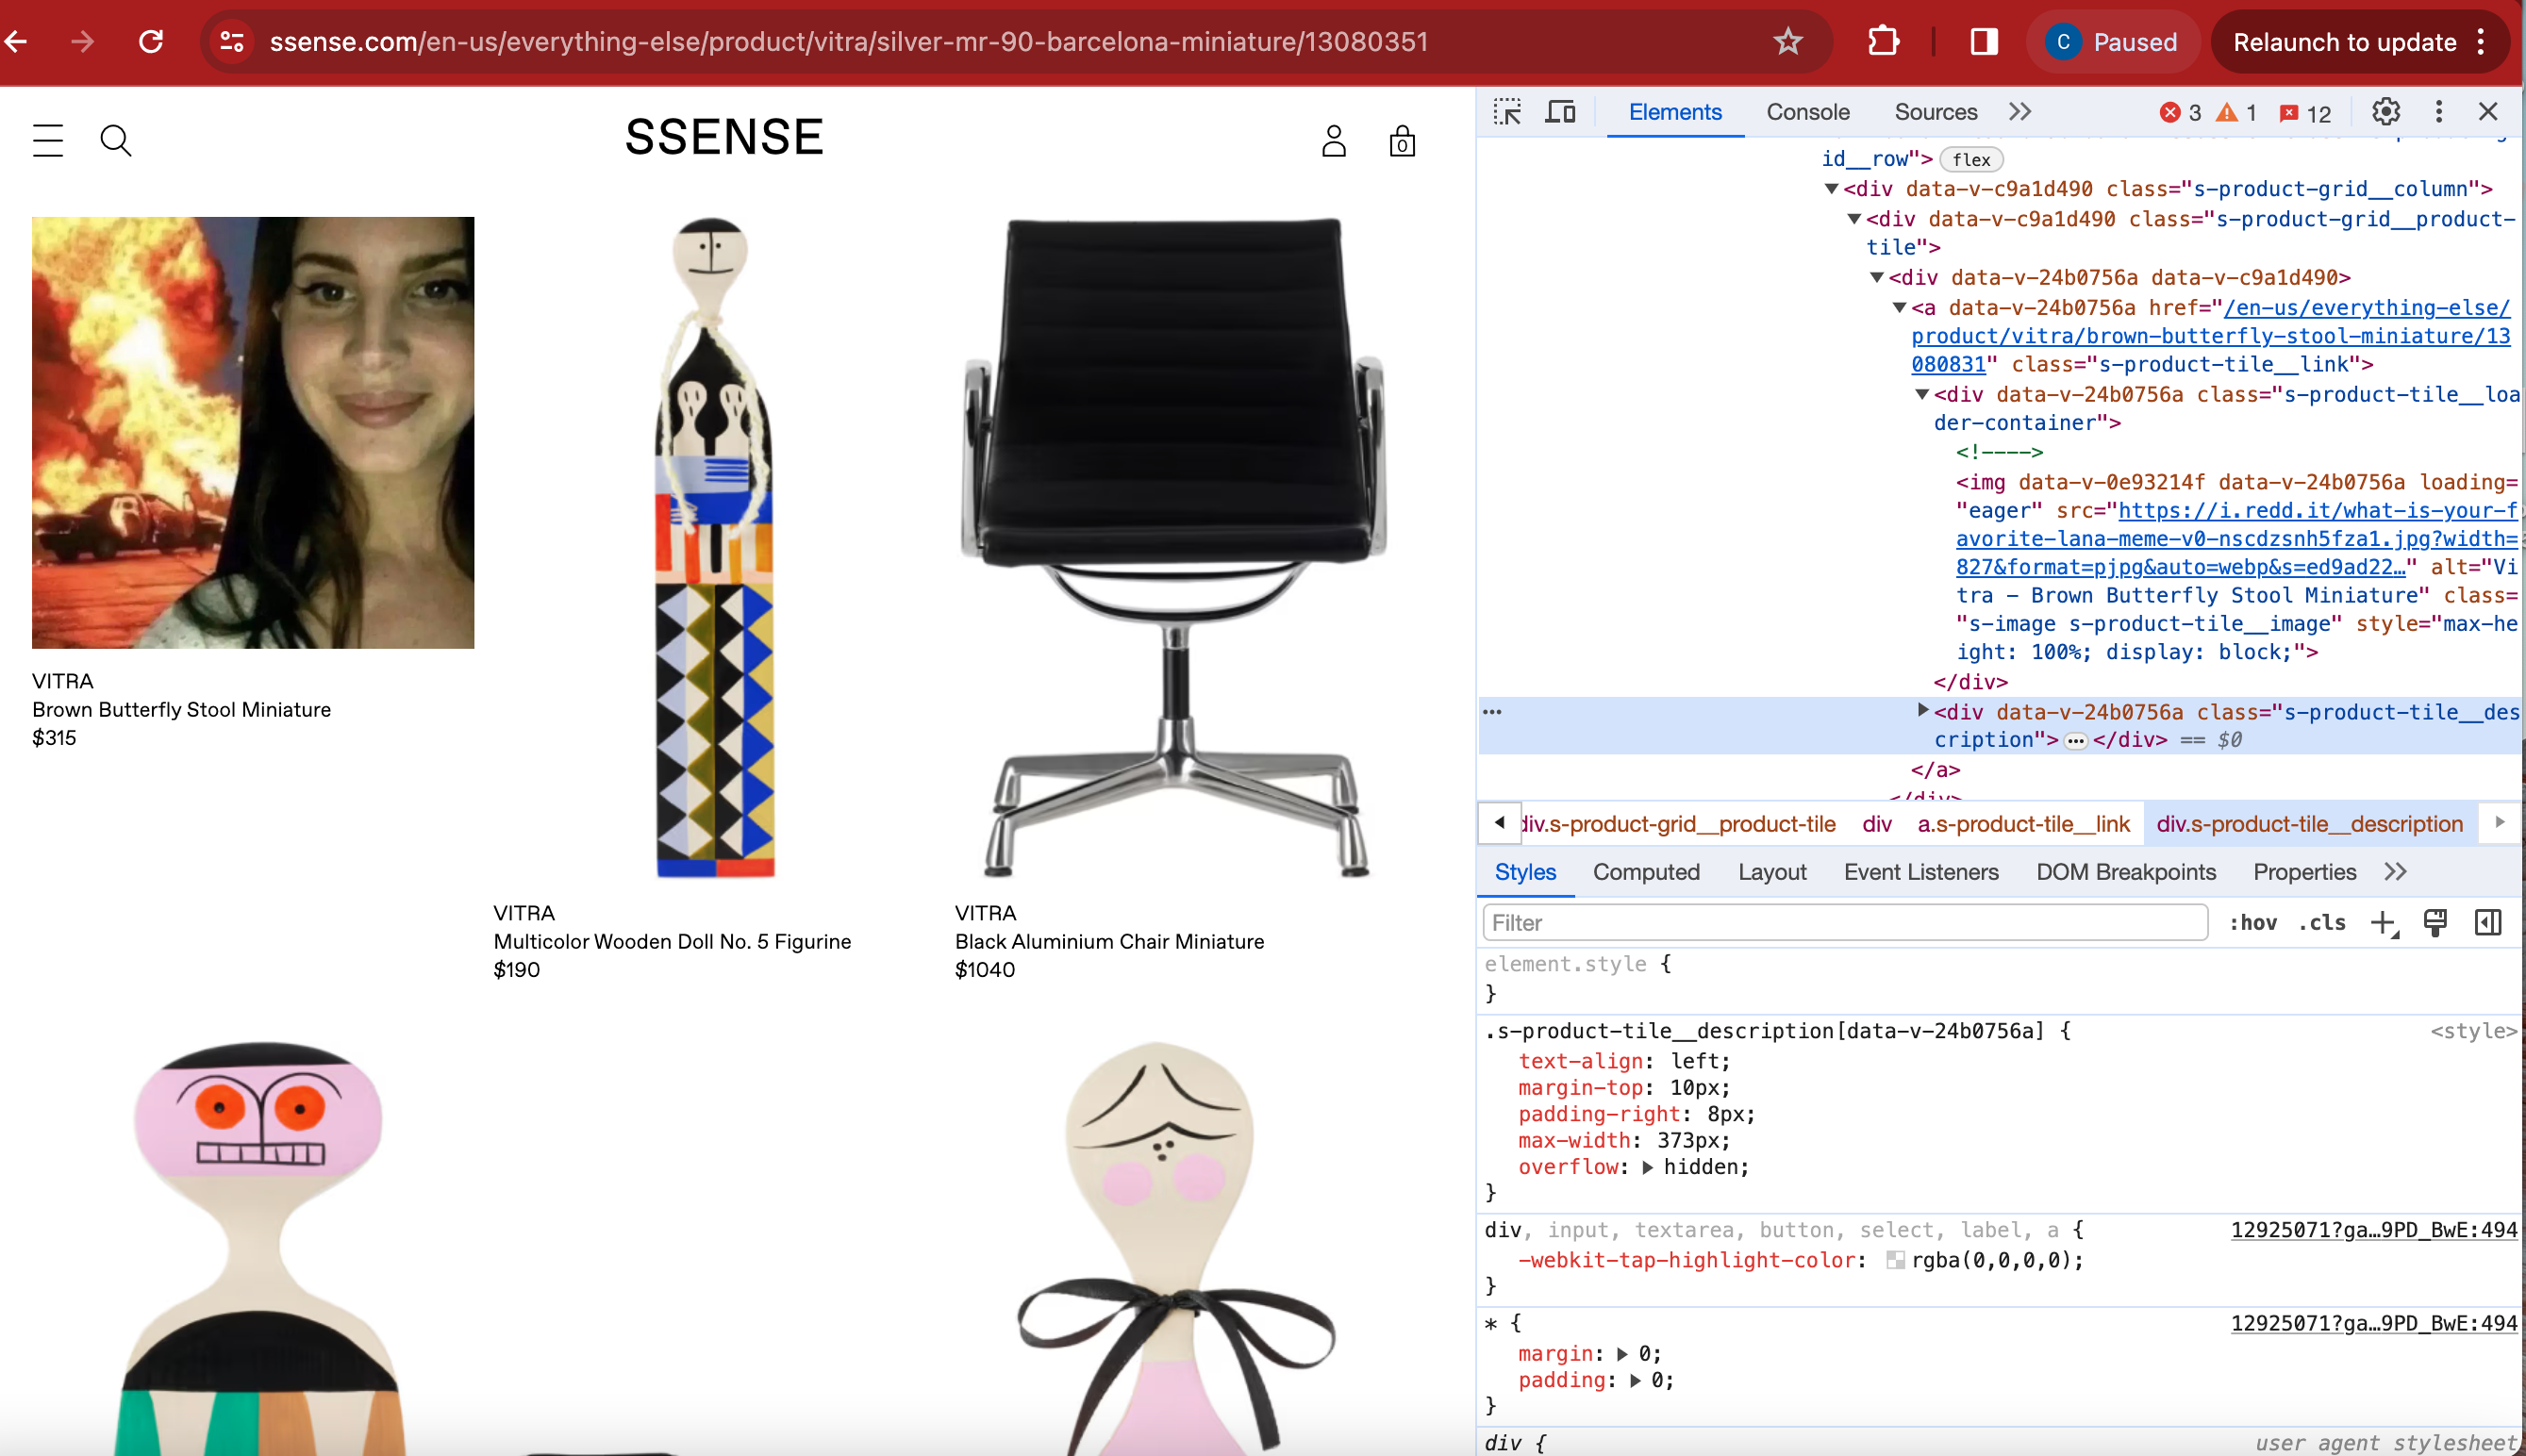 ssense.com/en-us/everything-else/product/vitra/silver-mr-90-barcelona-miniature/13080351
C Paused
Relaunch to update
SSENSE
0
VITRA
Brown Butterfly Stool Miniature
$315
VITRA
Multicolor Wooden Doll No. 5 Figurine
$190
VITRA
Black Aluminium Chair Miniature
$1040
Elements Console Sources 3 1 12
id__row"> flex
<div data-v-c9a1d490 class="s-product-grid__column">
<div data-v-c9a1d490 class="s-product-grid__product-
tile">
<div data-v-24b0756a data-v-c9a1d490>
<a data-v-24b0756a href="/en-us/everything-else/
product/vitra/brown-butterfly-stool-miniature/13
080831" class="s-product-tile__link">
<div data-v-24b0756a class="s-product-tile__loa
der-container">
<!---->
<img data-v-0e93214f data-v-24b0756a loading=
"eager" src="https://i.redd.it/what-is-your-f
avorite-lana-meme-v0-nscdzsnh5fza1.jpg?width=
827&format=pjpg&auto=webp&s=ed9ad22…" alt="Vi
tra - Brown Butterfly Stool Miniature" class=
"s-image s-product-tile__image" style="max-he
ight: 100%; display: block;">
</div>
<div data-v-24b0756a class="s-product-tile__des
cription"> … </div> == $0
</a>
</div>
div.s-product-grid__product-tile div a.s-product-tile__link div.s-product-tile__description
Styles Computed Layout Event Listeners DOM Breakpoints Properties
Filter :hov .cls
element.style {
}
.s-product-tile__description[data-v-24b0756a] { <style>
text-align: left;
margin-top: 10px;
padding-right: 8px;
max-width: 373px;
overflow: hidden;
}
div, input, textarea, button, select, label, a { 12925071?ga…9PD_BwE:494
-webkit-tap-highlight-color: rgba(0,0,0,0);
}
* { 12925071?ga…9PD_BwE:494
margin: 0;
padding: 0;
}
div { user agent stylesheet